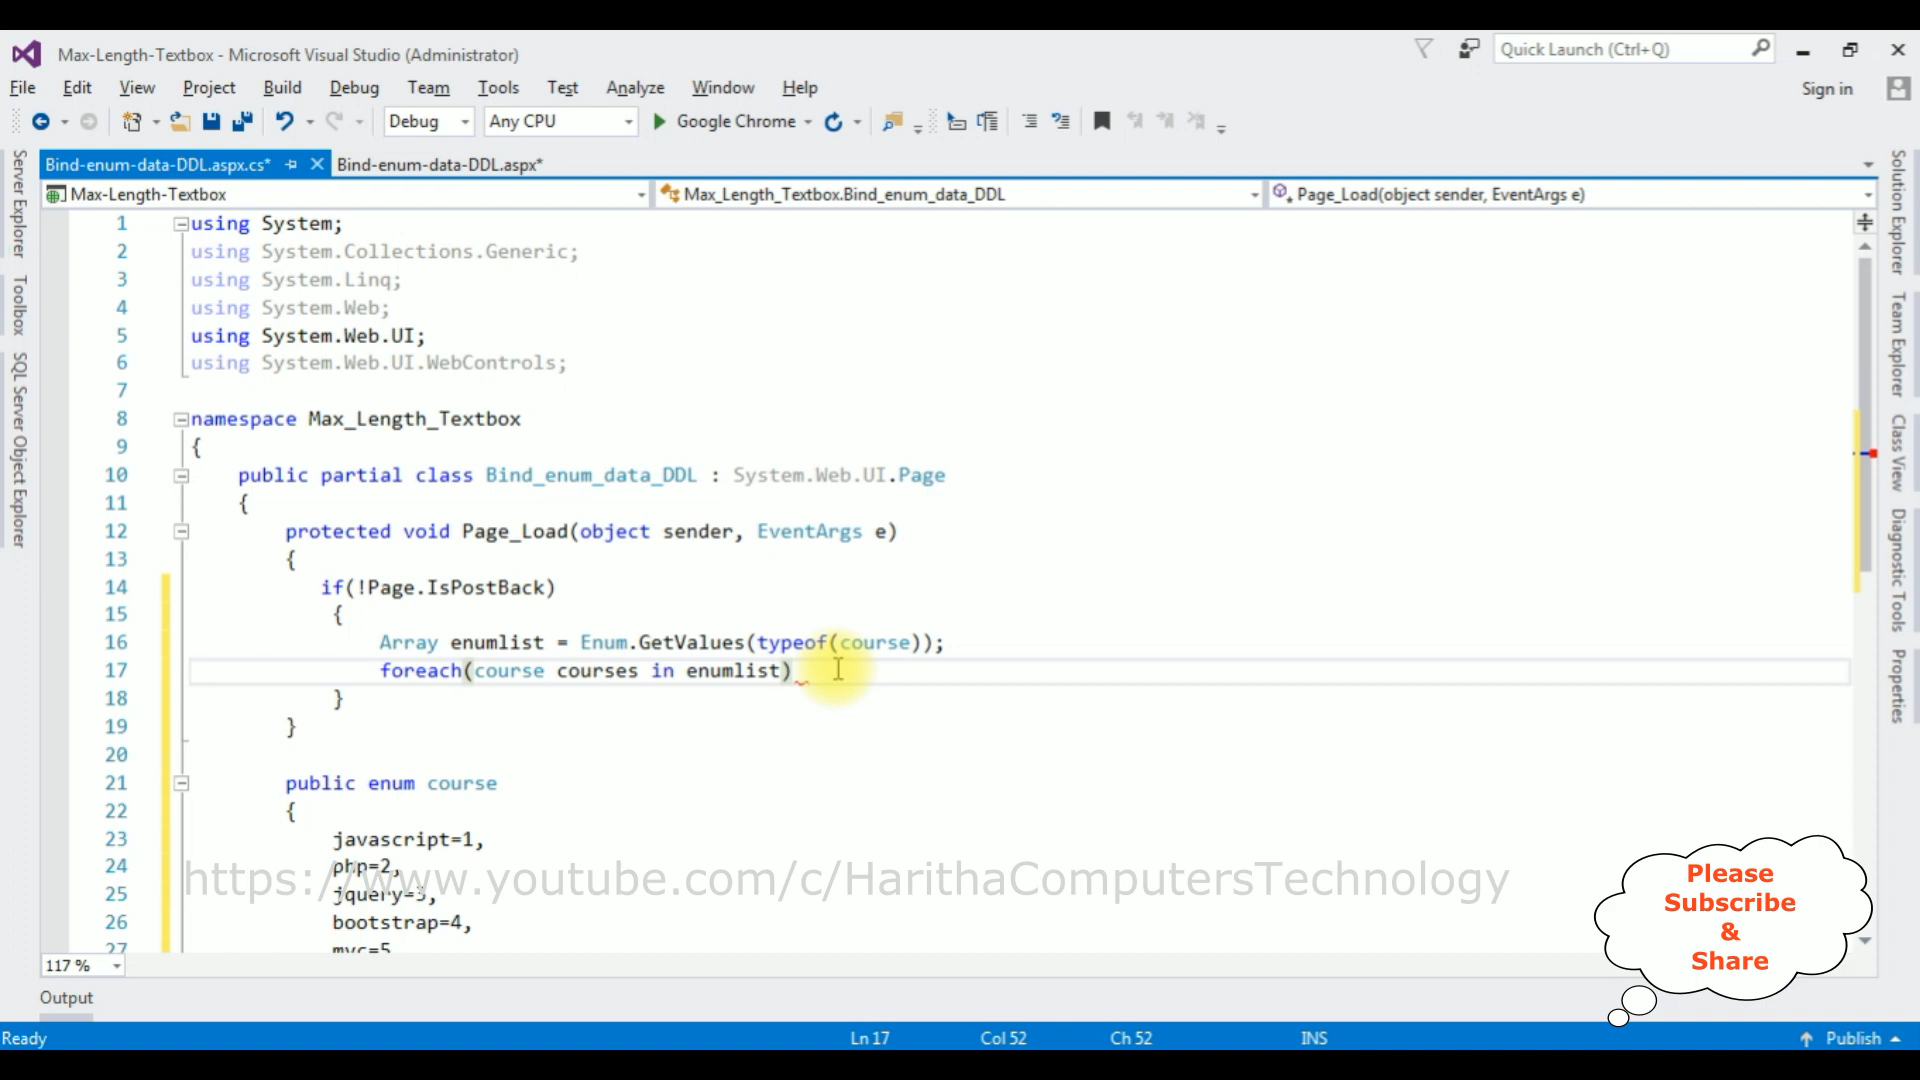 Max-Length-Textbox - Microsoft Visual Studio (Administrator)
Quick Launch (Ctrl+Q)
File Edit View Project Build Debug Team Tools Test Analyze Window Help
Sign in
Debug Any CPU Google Chrome
Bind-enum-data-DDL.aspx.cs* Bind-enum-data-DDL.aspx*
Max-Length-Textbox Max_Length_Textbox.Bind_enum_data_DDL Page_Load(object sender, EventArgs e)
Server Explorer
Toolbox
SQL Server Object Explorer
1 using System;
2 using System.Collections.Generic;
3 using System.Linq;
4 using System.Web;
5 using System.Web.UI;
6 using System.Web.UI.WebControls;
7
8 namespace Max_Length_Textbox
9 {
10 public partial class Bind_enum_data_DDL : System.Web.UI.Page
11 {
12 protected void Page_Load(object sender, EventArgs e)
13 {
14 if(!Page.IsPostBack)
15 {
16 Array enumlist = Enum.GetValues(typeof(course));
17 foreach(course courses in enumlist)
18 }
19 }
20
21 public enum course
22 {
23 javascript=1,
24 php=2,
25 jquery=3,
26 bootstrap=4,
27 mvc=5
https://www.youtube.com/c/HarithaComputersTechnology
Please
Subscribe
&
Share
Solution Explorer
Team Explorer
Class View
Diagnostic Tools
Properties
117 %
Output
Ready Ln 17 Col 52 Ch 52 INS Publish